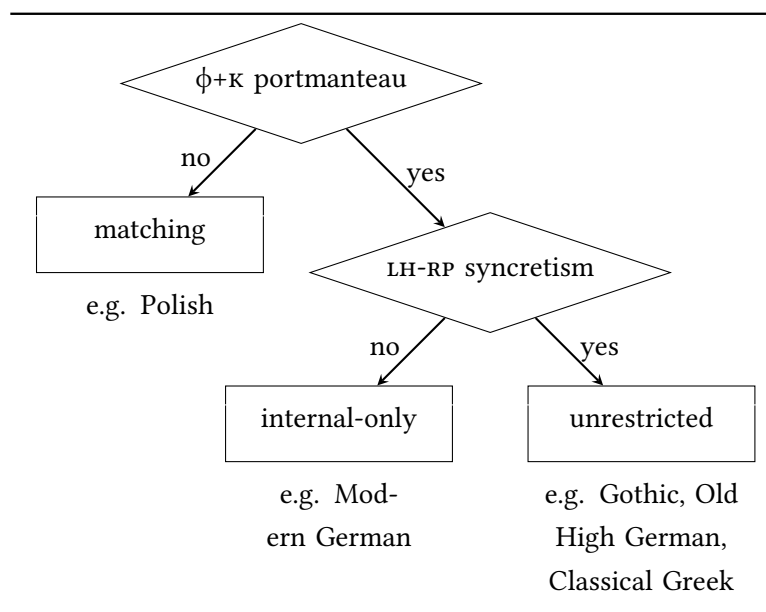 ϕ+K portmanteau
no
yes
matching
LH-RP syncretism
e.g. Polish
no
yes
internal-only
unrestricted
e.g. Mod-
ern German
e.g. Gothic, Old
High German,
Classical Greek